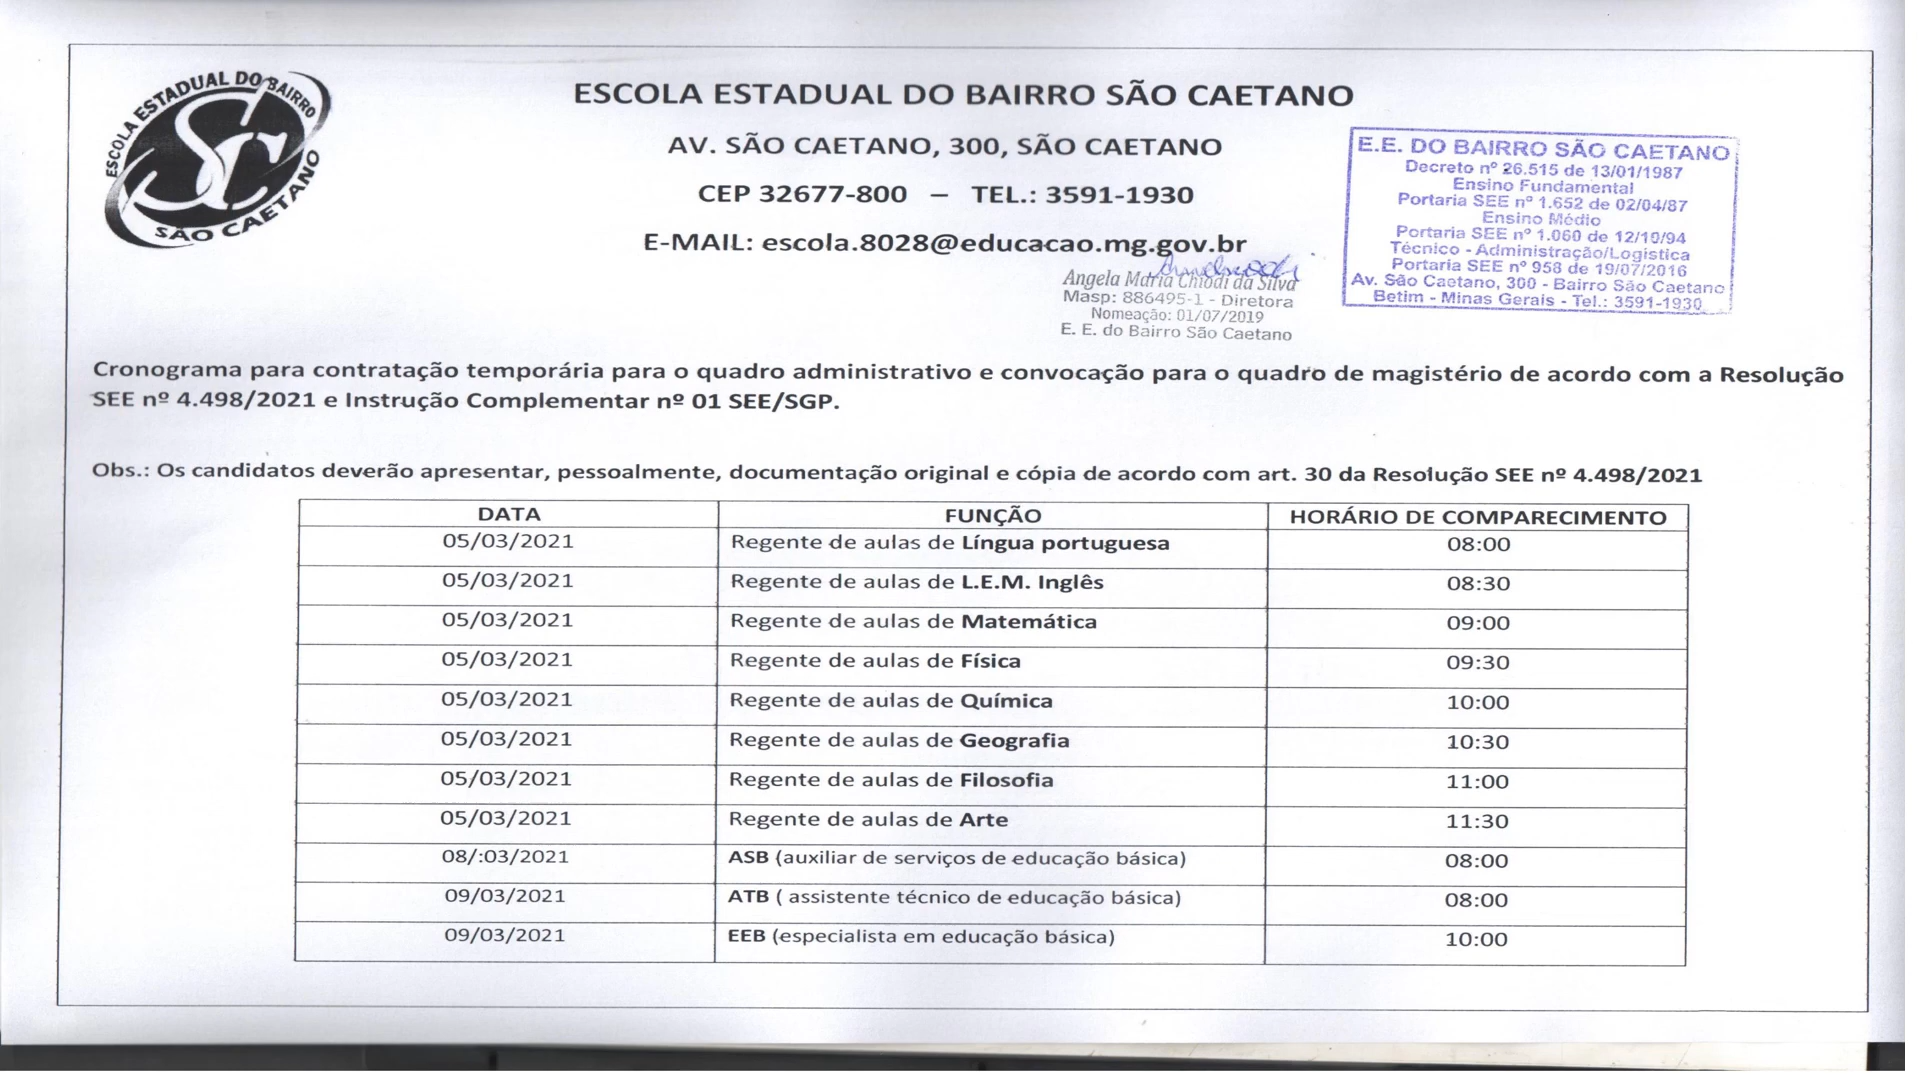 ESCOLA ESTADUAL DO BAIRRO
SC
SÃO CAETANO
ESCOLA ESTADUAL DO BAIRRO SÃO CAETANO
AV. SÃO CAETANO, 300, SÃO CAETANO
CEP 32677-800 – TEL.: 3591-1930
E-MAIL: escola.8028@educacao.mg.gov.br
Angela Maria Chiodi da Silva
Masp: 886495-1 - Diretora
Nomeação: 01/07/2019
E. E. do Bairro São Caetano
E.E. DO BAIRRO SÃO CAETANO
Decreto nº 26.515 de 13/01/1987
Ensino Fundamental
Portaria SEE nº 1.652 de 02/04/87
Ensino Médio
Portaria SEE nº 1.060 de 12/10/94
Técnico - Administração/Logística
Portaria SEE nº 958 de 19/07/2016
Av. São Caetano, 300 - Bairro São Caetano
Betim - Minas Gerais - Tel.: 3591-1930
Cronograma para contratação temporária para o quadro administrativo e convocação para o quadro de magistério de acordo com a Resolução
SEE nº 4.498/2021 e Instrução Complementar nº 01 SEE/SGP.
Obs.: Os candidatos deverão apresentar, pessoalmente, documentação original e cópia de acordo com art. 30 da Resolução SEE nº 4.498/2021
DATA FUNÇÃO HORÁRIO DE COMPARECIMENTO
05/03/2021 Regente de aulas de Língua portuguesa 08:00
05/03/2021 Regente de aulas de L.E.M. Inglês 08:30
05/03/2021 Regente de aulas de Matemática 09:00
05/03/2021 Regente de aulas de Física 09:30
05/03/2021 Regente de aulas de Química 10:00
05/03/2021 Regente de aulas de Geografia 10:30
05/03/2021 Regente de aulas de Filosofia 11:00
05/03/2021 Regente de aulas de Arte 11:30
08/:03/2021 ASB (auxiliar de serviços de educação básica) 08:00
09/03/2021 ATB ( assistente técnico de educação básica) 08:00
09/03/2021 EEB (especialista em educação básica) 10:00